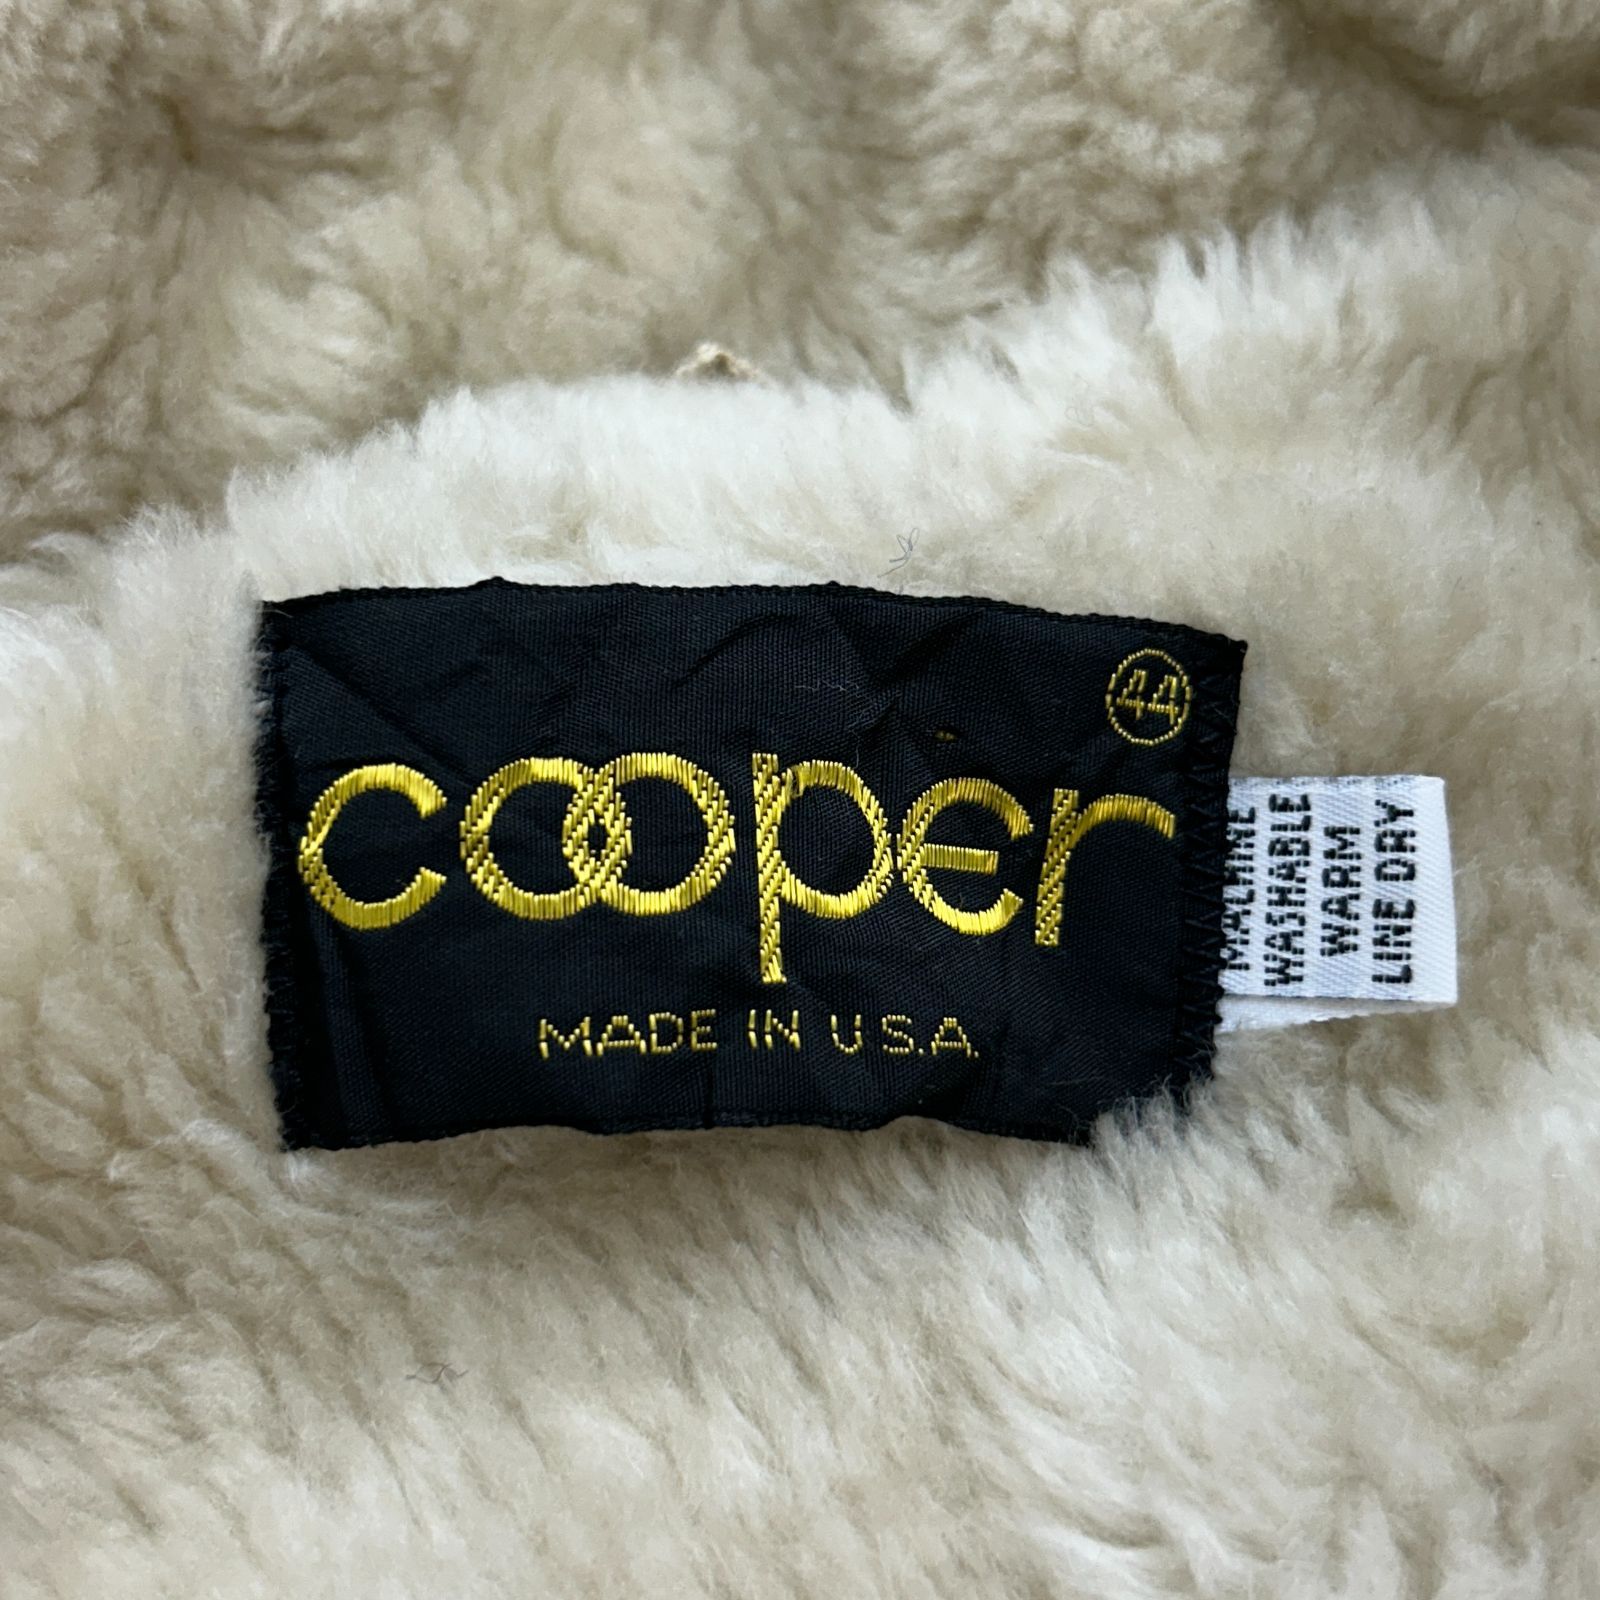 44
cooper
MADE IN U.S.A.
MACHINE
WASHABLE
WARM
LINE DRY